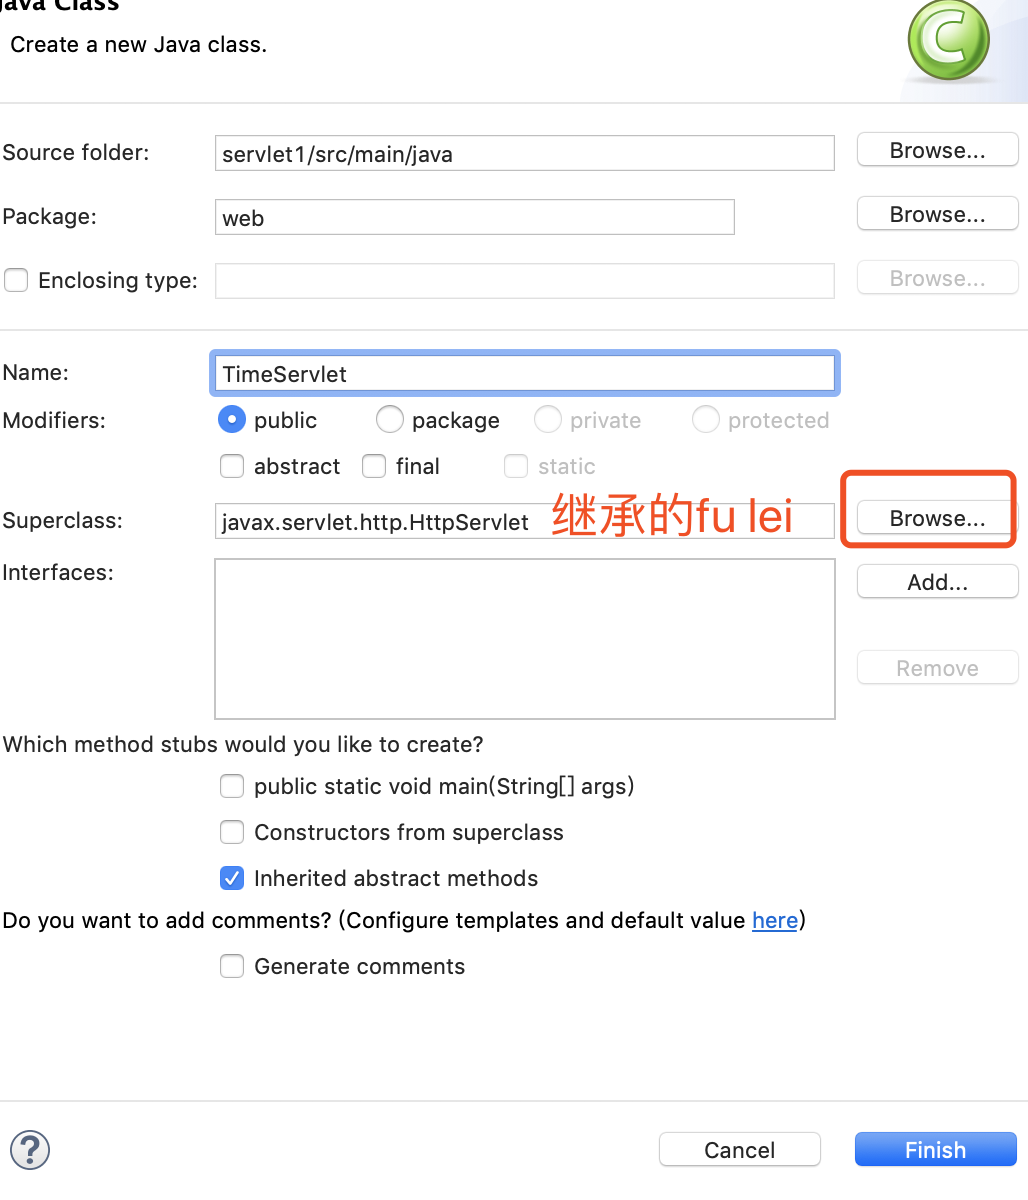 Java Class
Create a new Java class.
Source folder: servlet1/src/main/java Browse...
Package: web Browse...
Enclosing type: Browse...
Name: TimeServlet
Modifiers: public package private protected
abstract final static
Superclass: javax.servlet.http.HttpServlet 继承的fu lei Browse...
Interfaces: Add...
Remove
Which method stubs would you like to create?
public static void main(String[] args)
Constructors from superclass
Inherited abstract methods
Do you want to add comments? (Configure templates and default value here)
Generate comments
? Cancel Finish